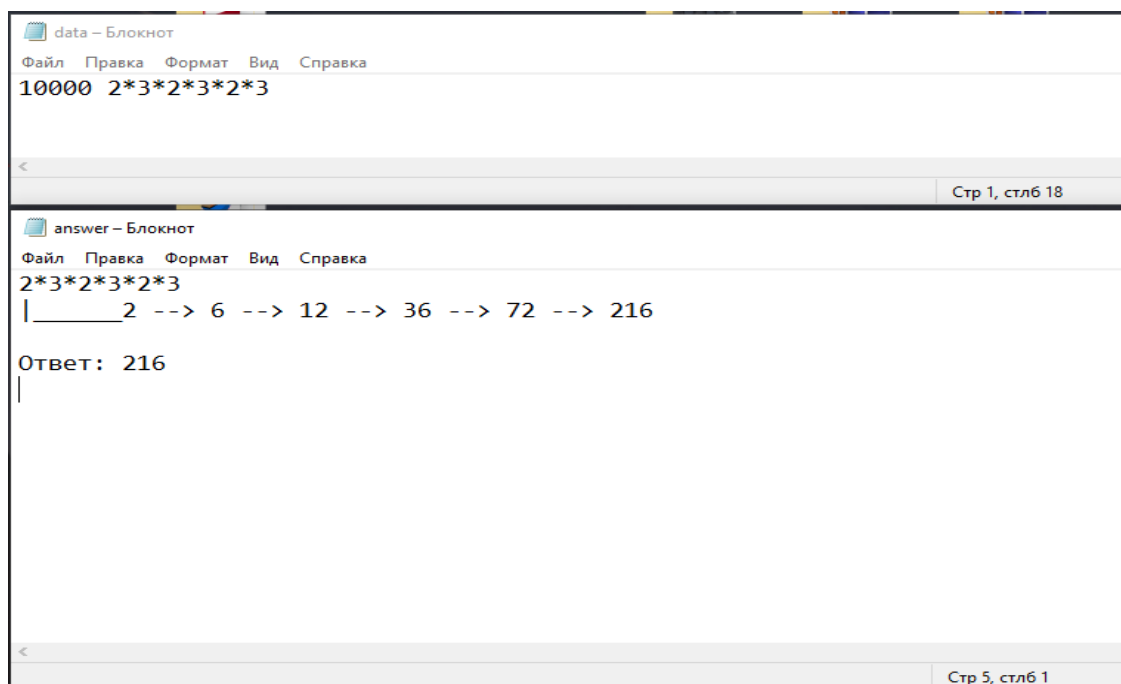 data – Блокнот
Файл Правка Формат Вид Справка
10000 2*3*2*3*2*3
Стр 1, стлб 18
answer – Блокнот
Файл Правка Формат Вид Справка
2*3*2*3*2*3
|______2 --> 6 --> 12 --> 36 --> 72 --> 216
Ответ: 216
Стр 5, стлб 1